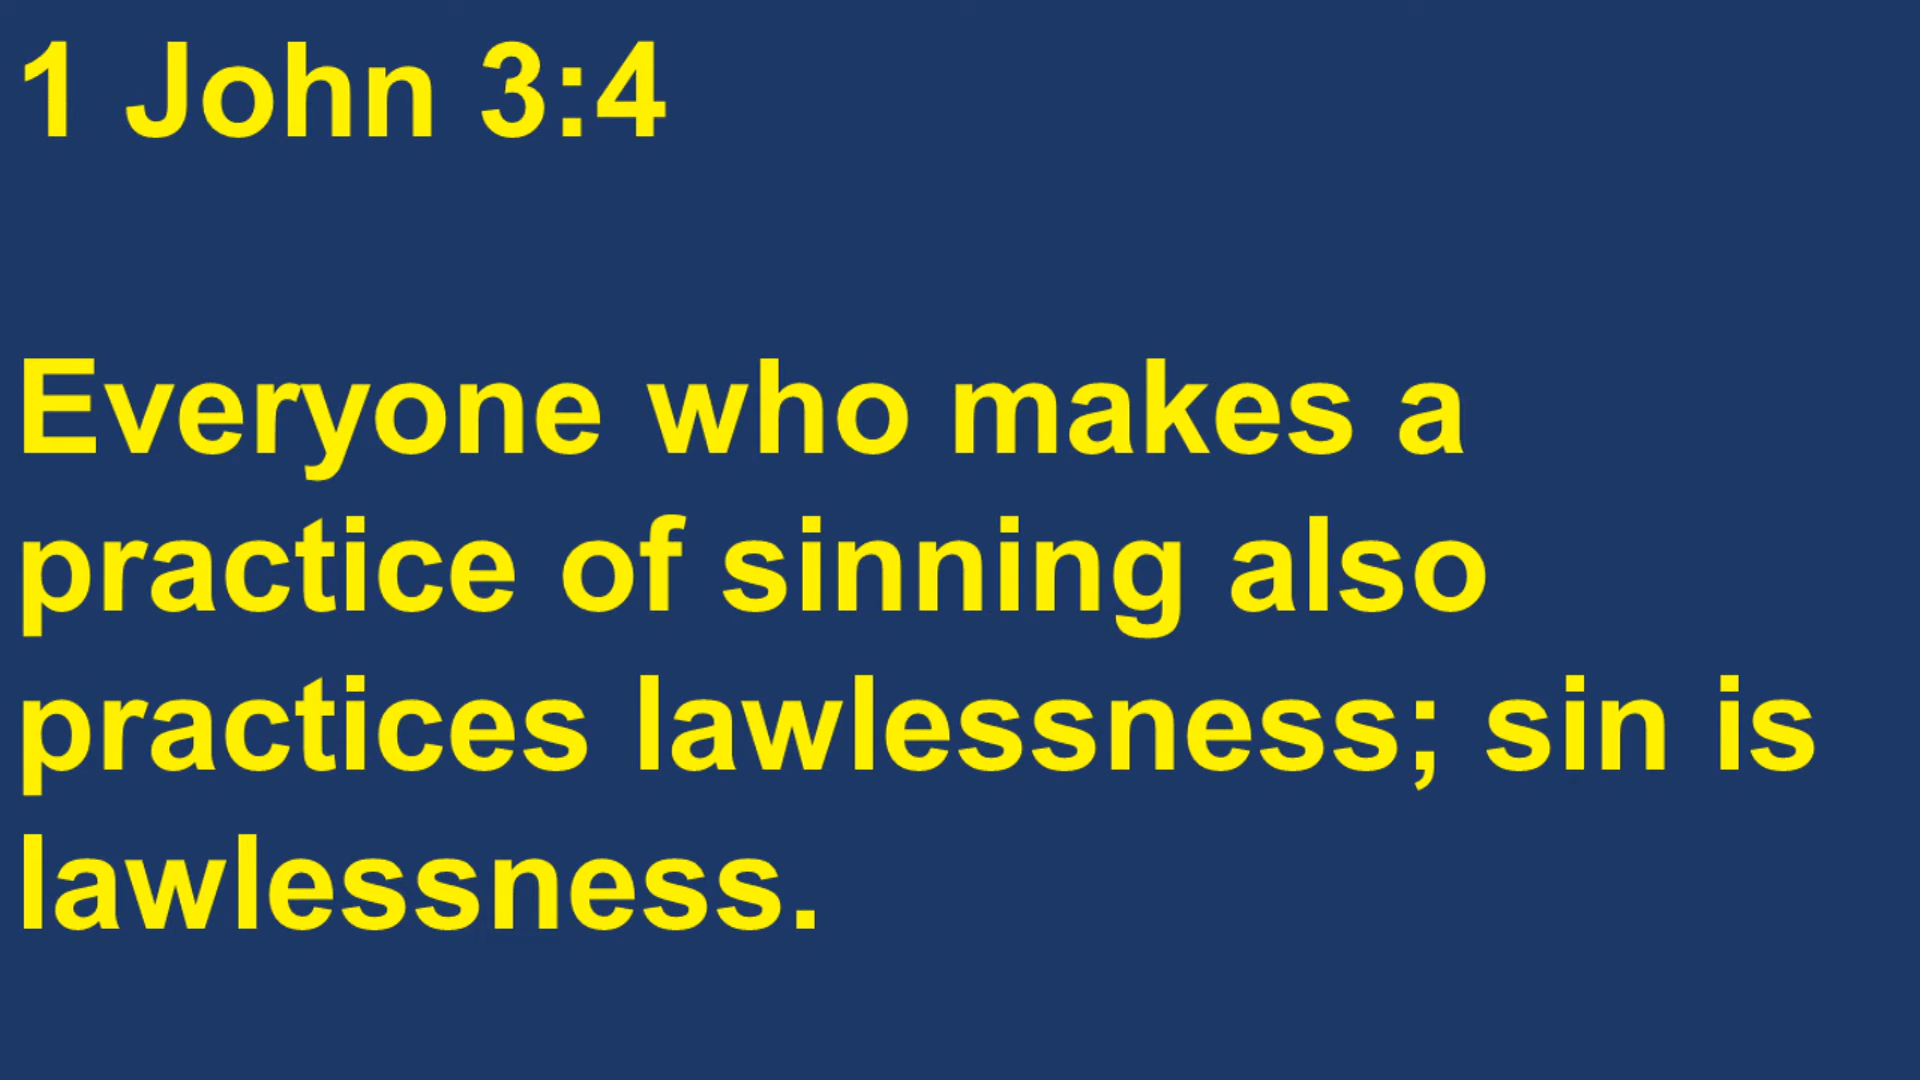 1 John 3:4
Everyone who makes a
practice of sinning also
practices lawlessness; sin is
lawlessness.